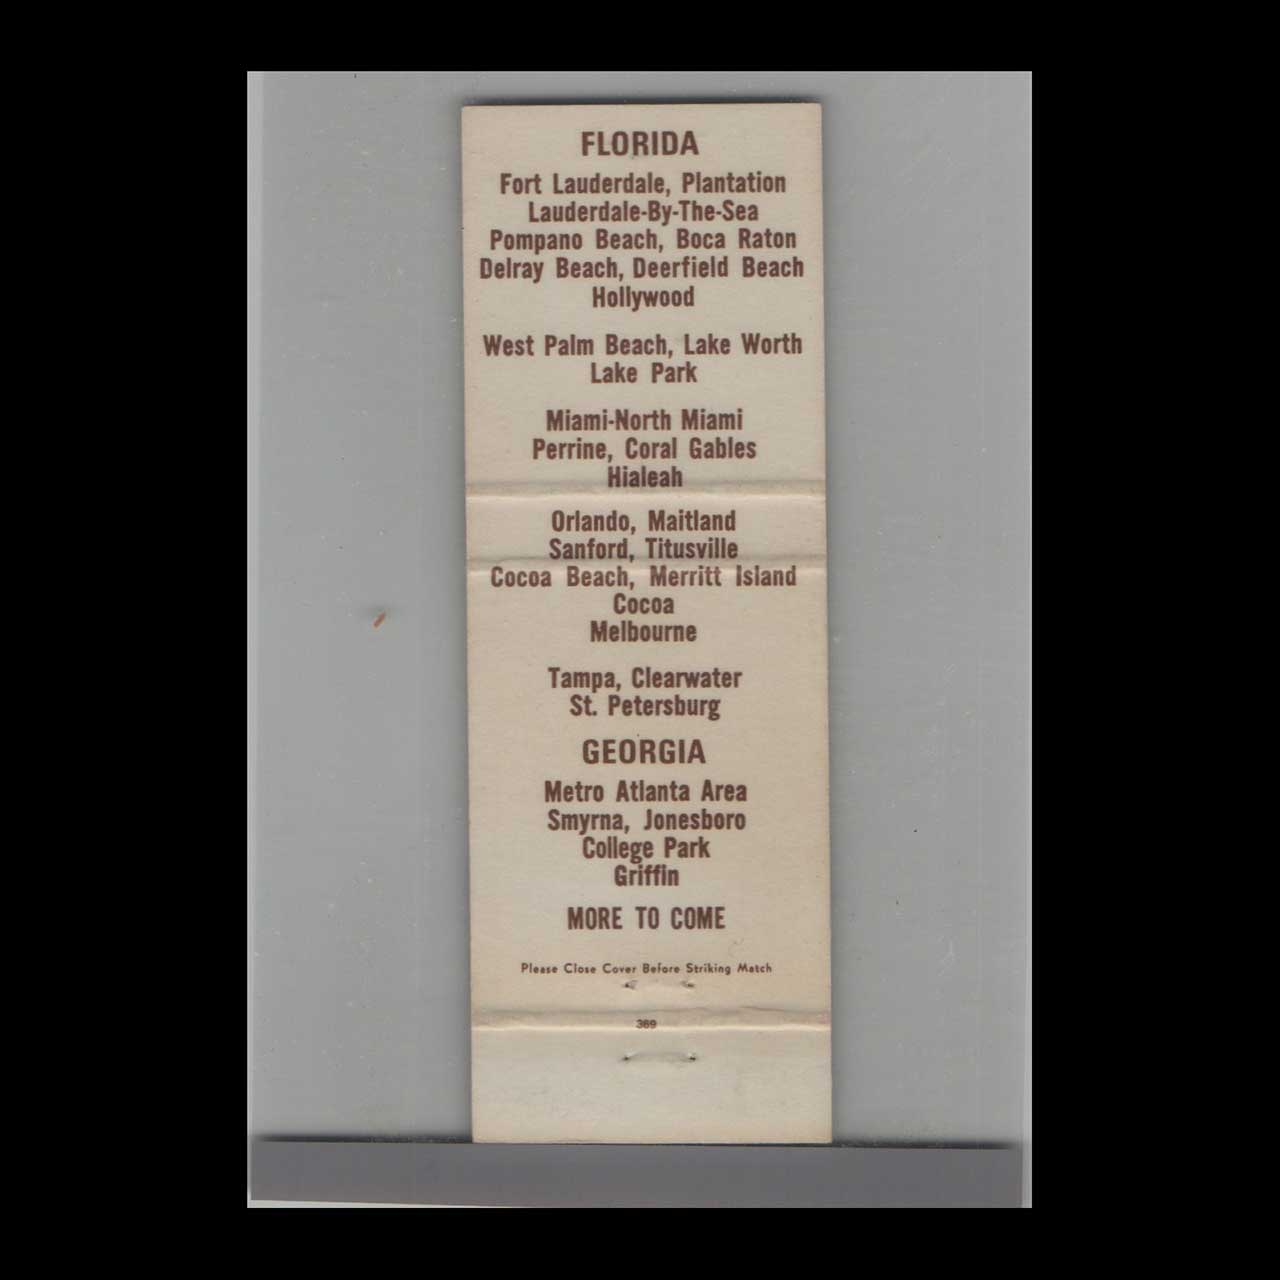 FLORIDA
Fort Lauderdale, Plantation
Lauderdale-By-The-Sea
Pompano Beach, Boca Raton
Delray Beach, Deerfield Beach
Hollywood
West Palm Beach, Lake Worth
Lake Park
Miami-North Miami
Perrine, Coral Gables
Hialeah
Orlando, Maitland
Sanford, Titusville
Cocoa Beach, Merritt Island
Cocoa
Melbourne
Tampa, Clearwater
St. Petersburg
GEORGIA
Metro Atlanta Area
Smyrna, Jonesboro
College Park
Griffin
MORE TO COME
Please Close Cover Before Striking Match
369